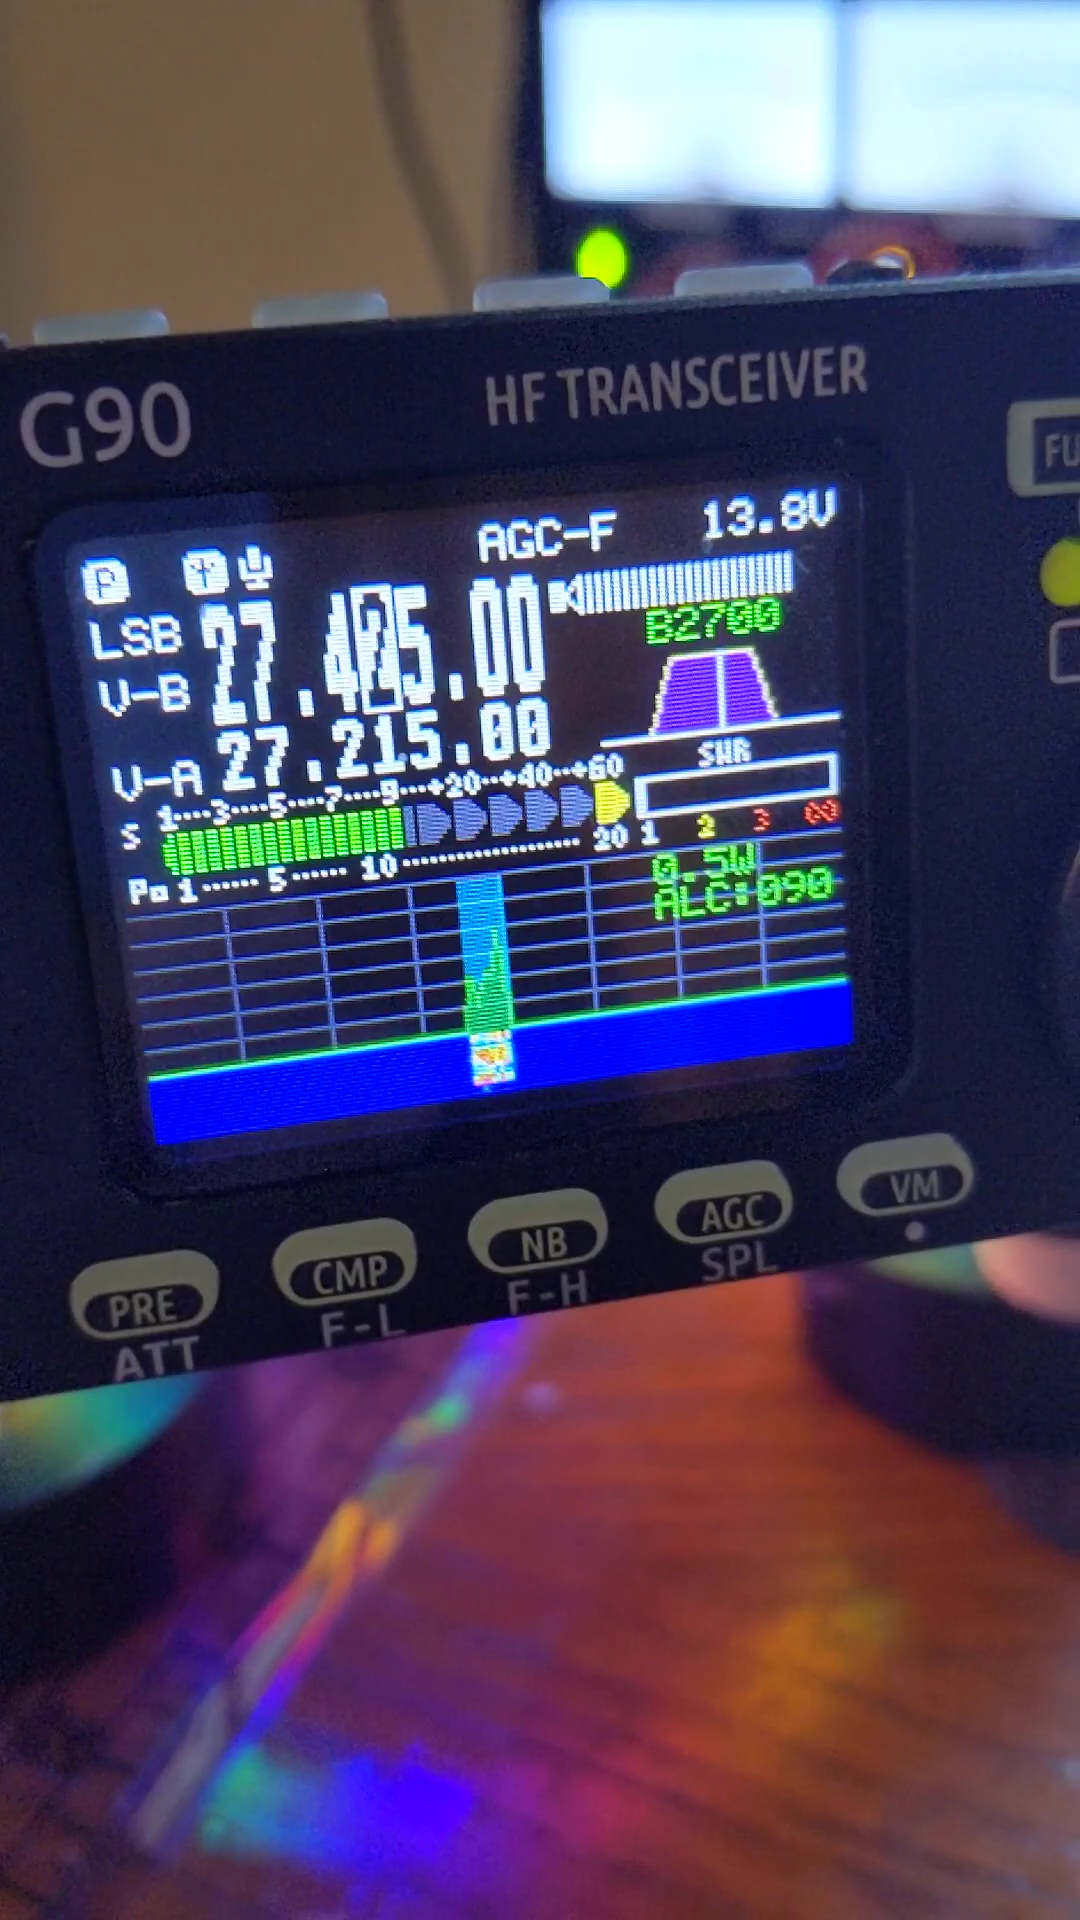 G90 HF TRANSCEIVER
FU
AGC-F 13.8V
P T
LSB 27.405.00
B2700
V-B
V-A 27.215.00
SWR
S 1····3····5····7····9···+20··+40··+60
Po 1······5······10···················20
1 2 3 ∞
0.5W
ALC:090
PRE CMP NB AGC VM
ATT F-L F-H SPL